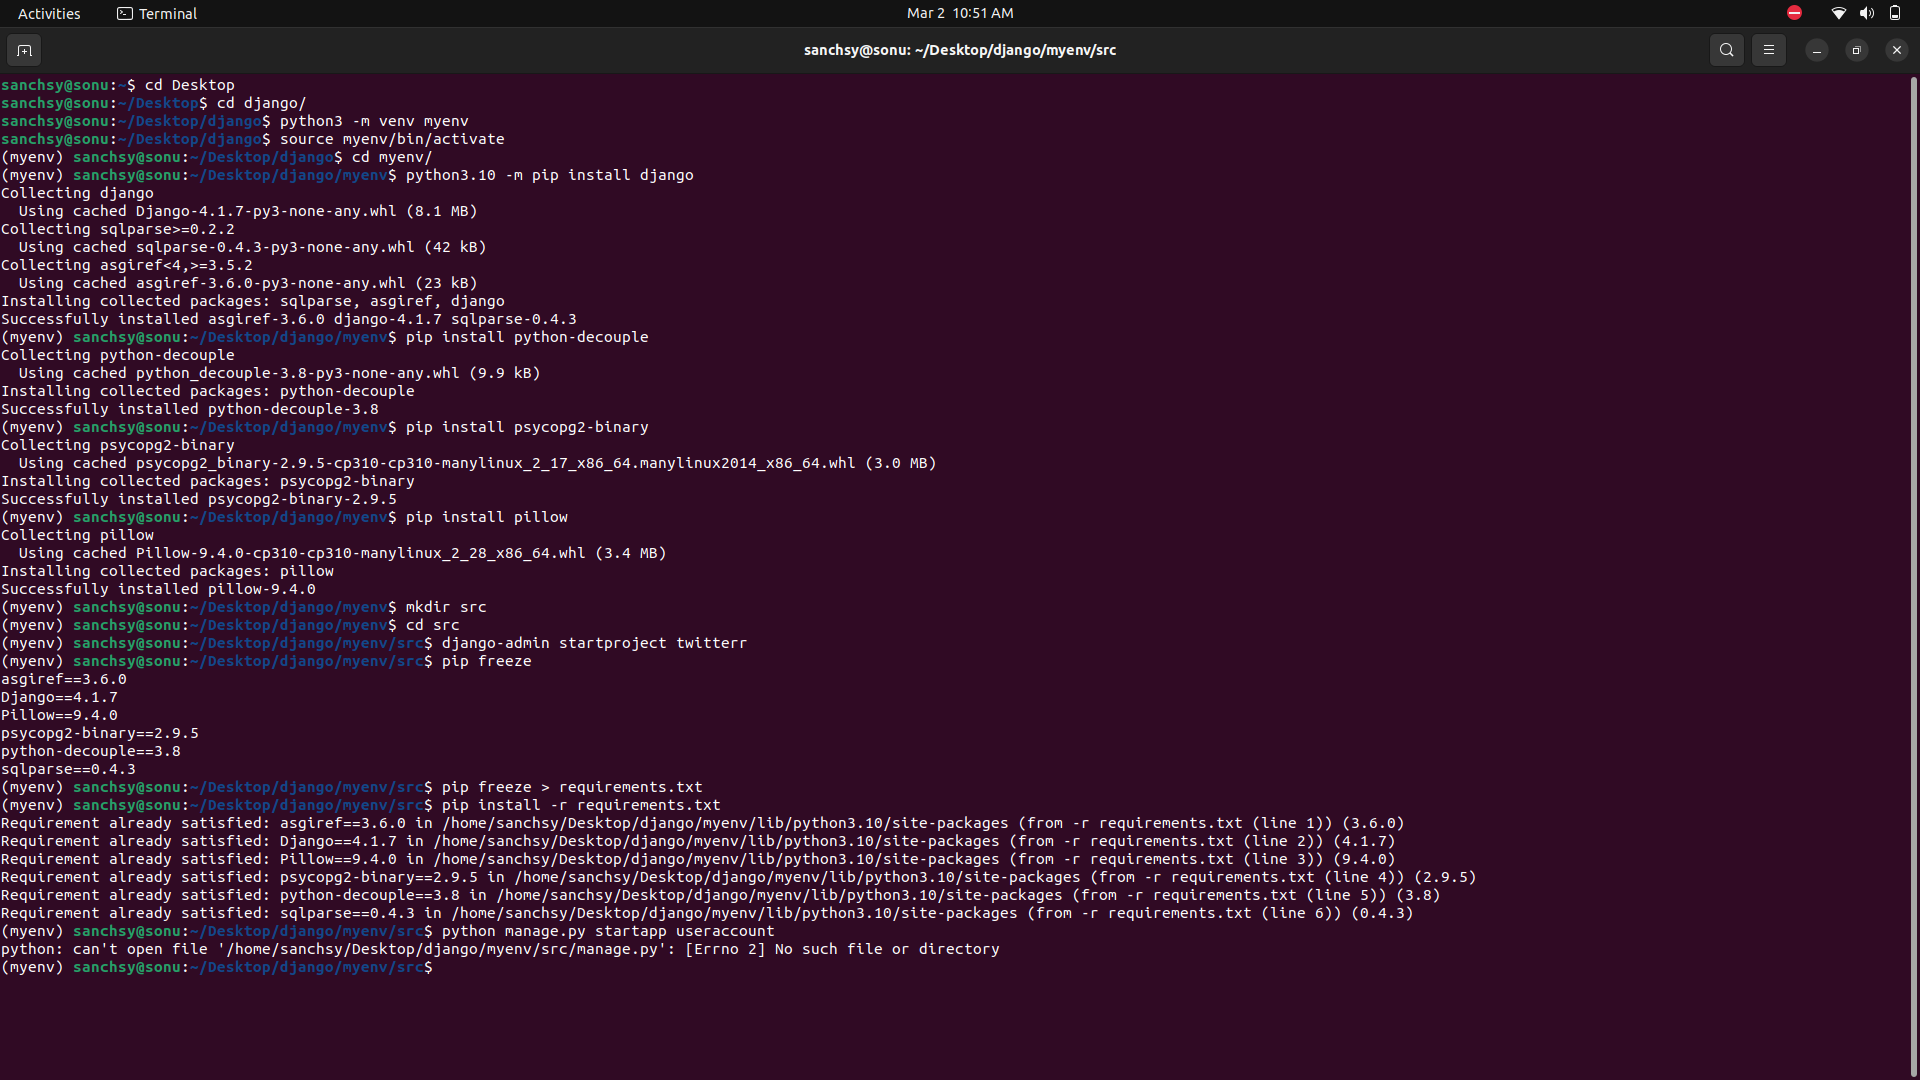 Activities
Terminal
Mar 2 10:51 AM
sanchsy@sonu: ~/Desktop/django/myenv/src
sanchsy@sonu:~$ cd Desktop
sanchsy@sonu:~/Desktop$ cd django/
sanchsy@sonu:~/Desktop/django$ python3 -m venv myenv
sanchsy@sonu:~/Desktop/django$ source myenv/bin/activate
(myenv) sanchsy@sonu:~/Desktop/django$ cd myenv/
(myenv) sanchsy@sonu:~/Desktop/django/myenv$ python3.10 -m pip install django
Collecting django
  Using cached Django-4.1.7-py3-none-any.whl (8.1 MB)
Collecting sqlparse>=0.2.2
  Using cached sqlparse-0.4.3-py3-none-any.whl (42 kB)
Collecting asgiref<4,>=3.5.2
  Using cached asgiref-3.6.0-py3-none-any.whl (23 kB)
Installing collected packages: sqlparse, asgiref, django
Successfully installed asgiref-3.6.0 django-4.1.7 sqlparse-0.4.3
(myenv) sanchsy@sonu:~/Desktop/django/myenv$ pip install python-decouple
Collecting python-decouple
  Using cached python_decouple-3.8-py3-none-any.whl (9.9 kB)
Installing collected packages: python-decouple
Successfully installed python-decouple-3.8
(myenv) sanchsy@sonu:~/Desktop/django/myenv$ pip install psycopg2-binary
Collecting psycopg2-binary
  Using cached psycopg2_binary-2.9.5-cp310-cp310-manylinux_2_17_x86_64.manylinux2014_x86_64.whl (3.0 MB)
Installing collected packages: psycopg2-binary
Successfully installed psycopg2-binary-2.9.5
(myenv) sanchsy@sonu:~/Desktop/django/myenv$ pip install pillow
Collecting pillow
  Using cached Pillow-9.4.0-cp310-cp310-manylinux_2_28_x86_64.whl (3.4 MB)
Installing collected packages: pillow
Successfully installed pillow-9.4.0
(myenv) sanchsy@sonu:~/Desktop/django/myenv$ mkdir src
(myenv) sanchsy@sonu:~/Desktop/django/myenv$ cd src
(myenv) sanchsy@sonu:~/Desktop/django/myenv/src$ django-admin startproject twitterr
(myenv) sanchsy@sonu:~/Desktop/django/myenv/src$ pip freeze
asgiref==3.6.0
Django==4.1.7
Pillow==9.4.0
psycopg2-binary==2.9.5
python-decouple==3.8
sqlparse==0.4.3
(myenv) sanchsy@sonu:~/Desktop/django/myenv/src$ pip freeze > requirements.txt
(myenv) sanchsy@sonu:~/Desktop/django/myenv/src$ pip install -r requirements.txt
Requirement already satisfied: asgiref==3.6.0 in /home/sanchsy/Desktop/django/myenv/lib/python3.10/site-packages (from -r requirements.txt (line 1)) (3.6.0)
Requirement already satisfied: Django==4.1.7 in /home/sanchsy/Desktop/django/myenv/lib/python3.10/site-packages (from -r requirements.txt (line 2)) (4.1.7)
Requirement already satisfied: Pillow==9.4.0 in /home/sanchsy/Desktop/django/myenv/lib/python3.10/site-packages (from -r requirements.txt (line 3)) (9.4.0)
Requirement already satisfied: psycopg2-binary==2.9.5 in /home/sanchsy/Desktop/django/myenv/lib/python3.10/site-packages (from -r requirements.txt (line 4)) (2.9.5)
Requirement already satisfied: python-decouple==3.8 in /home/sanchsy/Desktop/django/myenv/lib/python3.10/site-packages (from -r requirements.txt (line 5)) (3.8)
Requirement already satisfied: sqlparse==0.4.3 in /home/sanchsy/Desktop/django/myenv/lib/python3.10/site-packages (from -r requirements.txt (line 6)) (0.4.3)
(myenv) sanchsy@sonu:~/Desktop/django/myenv/src$ python manage.py startapp useraccount
python: can't open file '/home/sanchsy/Desktop/django/myenv/src/manage.py': [Errno 2] No such file or directory
(myenv) sanchsy@sonu:~/Desktop/django/myenv/src$